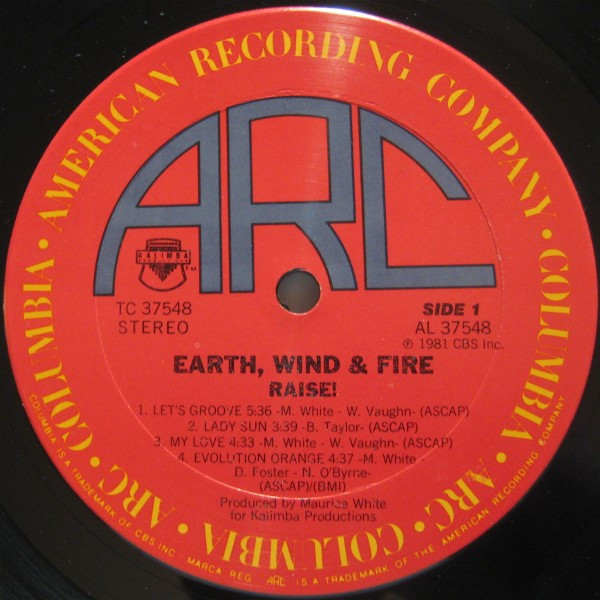 AMERICAN RECORDING COMPANY • COLUMBIA • ARC • COLUMBIA • ARC • COLUMBIA • ARC • COLUMBIA •
ARC
KALIMBA
TC 37548
STEREO
SIDE 1
AL 37548
℗ 1981 CBS Inc.
EARTH, WIND & FIRE
RAISE!
1. LET'S GROOVE 5:36 -M. White - W. Vaughn- (ASCAP)
2. LADY SUN 3:39 -B. Taylor- (ASCAP)
3. MY LOVE 4:33 -M. White - W. Vaughn- (ASCAP)
4. EVOLUTION ORANGE 4:37 -M. White -
D. Foster - N. O'Byrne-
(ASCAP)/(BMI)
Produced by Maurice White
for Kalimba Productions
COLUMBIA IS A TRADEMARK OF CBS, INC. MARCA REG. ARC IS A TRADEMARK OF THE AMERICAN RECORDING COMPANY